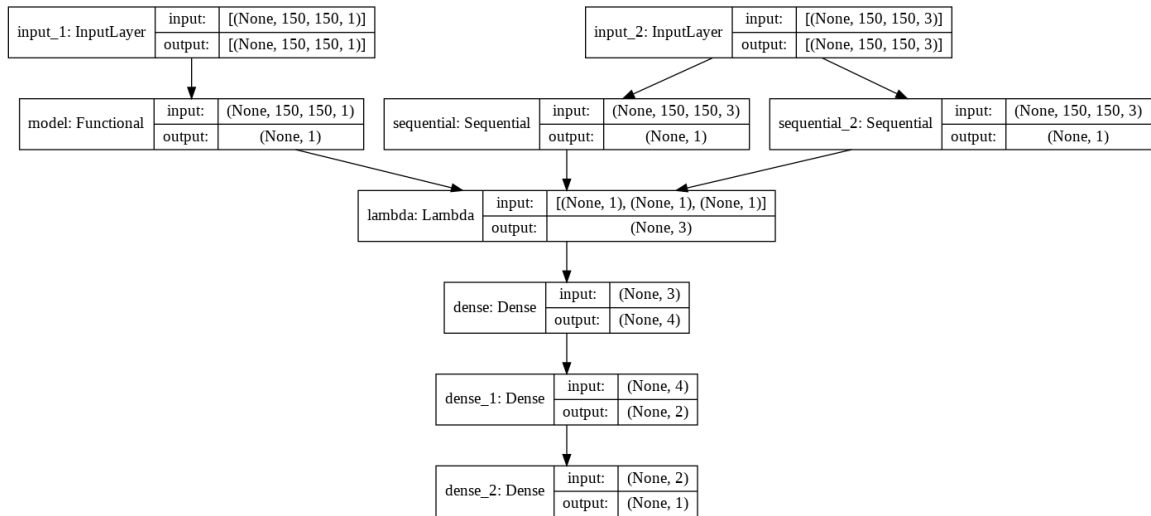 input_1: InputLayer
input: [(None, 150, 150, 1)]
output: [(None, 150, 150, 1)]
input_2: InputLayer
input: [(None, 150, 150, 3)]
output: [(None, 150, 150, 3)]
model: Functional
input: (None, 150, 150, 1)
output: (None, 1)
sequential: Sequential
input: (None, 150, 150, 3)
output: (None, 1)
sequential_2: Sequential
input: (None, 150, 150, 3)
output: (None, 1)
lambda: Lambda
input: [(None, 1), (None, 1), (None, 1)]
output: (None, 3)
dense: Dense
input: (None, 3)
output: (None, 4)
dense_1: Dense
input: (None, 4)
output: (None, 2)
dense_2: Dense
input: (None, 2)
output: (None, 1)